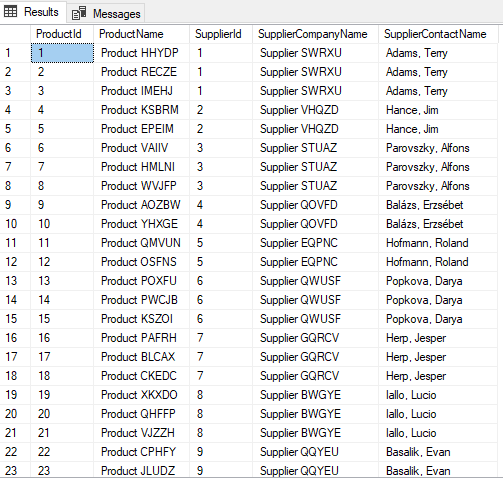 Results Messages
ProductId ProductName SupplierId SupplierCompanyName SupplierContactName
1 1 Product HHYDP 1 Supplier SWRXU Adams, Terry
2 2 Product RECZE 1 Supplier SWRXU Adams, Terry
3 3 Product IMEHJ 1 Supplier SWRXU Adams, Terry
4 4 Product KSBRM 2 Supplier VHQZD Hance, Jim
5 5 Product EPEIM 2 Supplier VHQZD Hance, Jim
6 6 Product VAIIV 3 Supplier STUAZ Parovszky, Alfons
7 7 Product HMLNI 3 Supplier STUAZ Parovszky, Alfons
8 8 Product WVJFP 3 Supplier STUAZ Parovszky, Alfons
9 9 Product AOZBW 4 Supplier QOVFD Balázs, Erzsébet
10 10 Product YHXGE 4 Supplier QOVFD Balázs, Erzsébet
11 11 Product QMVUN 5 Supplier EQPNC Hofmann, Roland
12 12 Product OSFNS 5 Supplier EQPNC Hofmann, Roland
13 13 Product POXFU 6 Supplier QWUSF Popkova, Darya
14 14 Product PWCJB 6 Supplier QWUSF Popkova, Darya
15 15 Product KSZOI 6 Supplier QWUSF Popkova, Darya
16 16 Product PAFRH 7 Supplier GQRCV Herp, Jesper
17 17 Product BLCAX 7 Supplier GQRCV Herp, Jesper
18 18 Product CKEDC 7 Supplier GQRCV Herp, Jesper
19 19 Product XKXDO 8 Supplier BWGYE Iallo, Lucio
20 20 Product QHFFP 8 Supplier BWGYE Iallo, Lucio
21 21 Product VJZZH 8 Supplier BWGYE Iallo, Lucio
22 22 Product CPHFY 9 Supplier QQYEU Basalik, Evan
23 23 Product JLUDZ 9 Supplier QQYEU Basalik, Evan